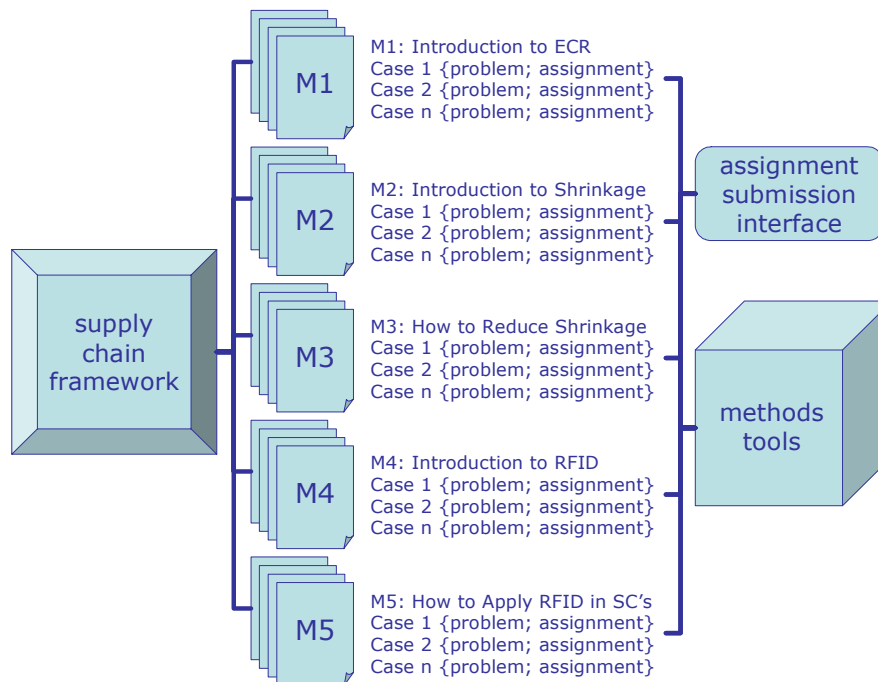 supply
chain
framework
M1
M1: Introduction to ECR
Case 1 {problem; assignment}
Case 2 {problem; assignment}
Case n {problem; assignment}
M2
M2: Introduction to Shrinkage
Case 1 {problem; assignment}
Case 2 {problem; assignment}
Case n {problem; assignment}
M3
M3: How to Reduce Shrinkage
Case 1 {problem; assignment}
Case 2 {problem; assignment}
Case n {problem; assignment}
M4
M4: Introduction to RFID
Case 1 {problem; assignment}
Case 2 {problem; assignment}
Case n {problem; assignment}
M5
M5: How to Apply RFID in SC's
Case 1 {problem; assignment}
Case 2 {problem; assignment}
Case n {problem; assignment}
assignment
submission
interface
methods
tools